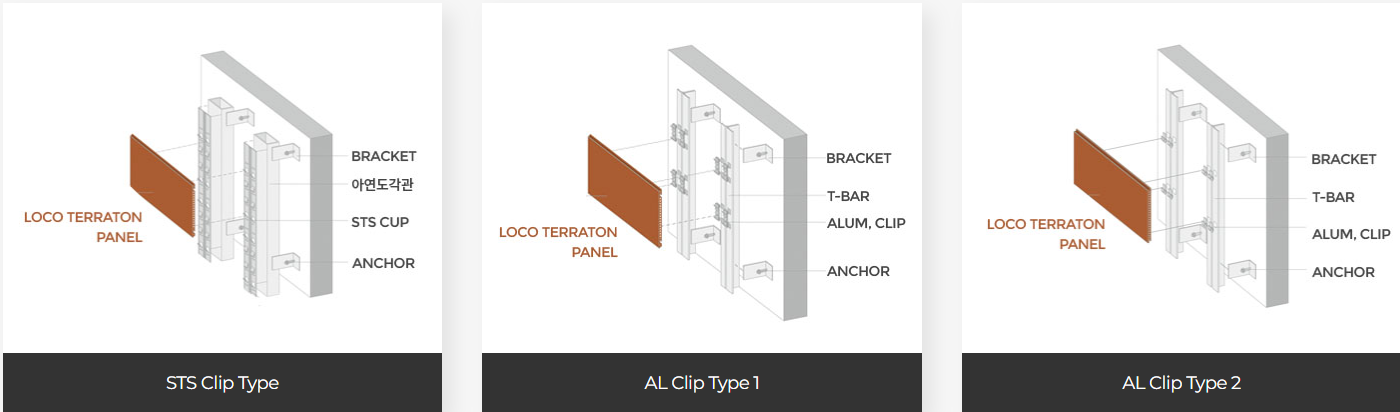 BRACKET
아연도각관
STS CUP
ANCHOR
LOCO TERRATON
PANEL
STS Clip Type
BRACKET
T-BAR
ALUM, CLIP
ANCHOR
LOCO TERRATON
PANEL
AL Clip Type 1
BRACKET
T-BAR
ALUM, CLIP
ANCHOR
LOCO TERRATON
PANEL
AL Clip Type 2